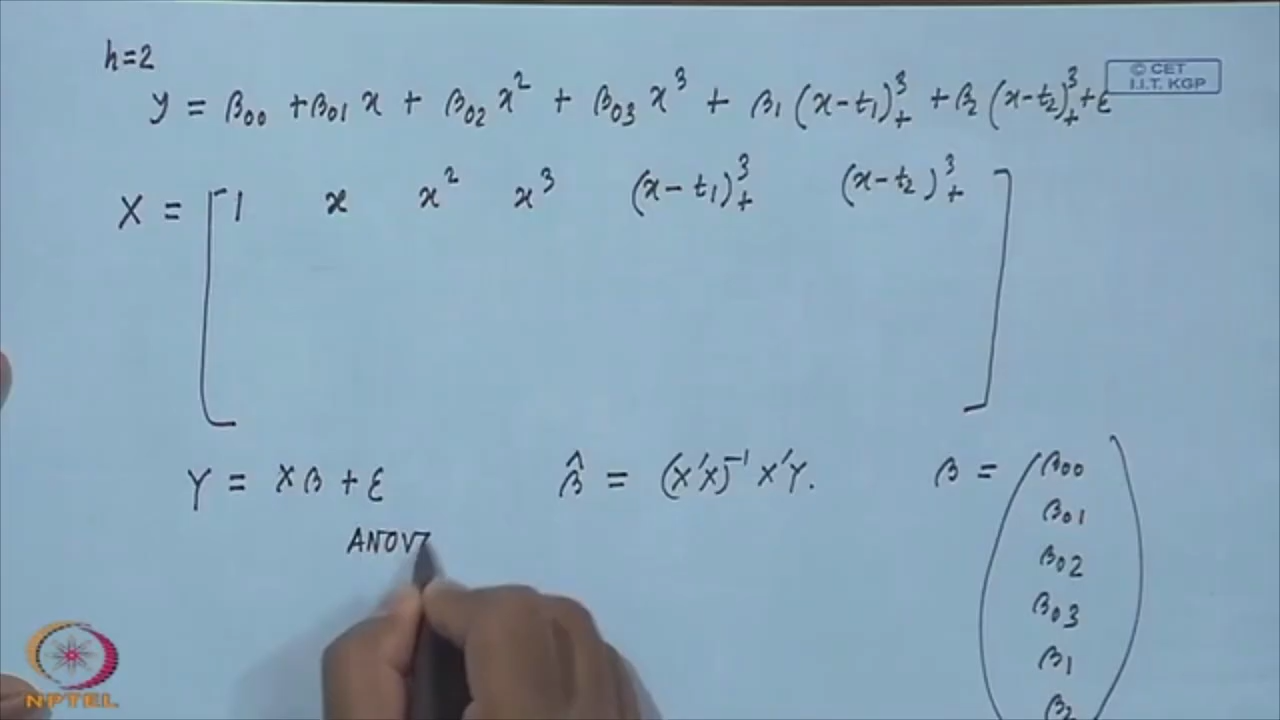 h=2
© CET
I.I.T. KGP
y = β00 + β01 x + β02 x² + β03 x³ + β1 (x-t1)³₊ + β2 (x-t2)³₊ + ε
X = [ 1 x x² x³ (x-t1)³₊ (x-t2)³₊ ]
Y = Xβ + ε β̂ = (X'X)⁻¹ X'Y. β = ( β00
β01
β02
β03
β1
β2
ANOV
NPTEL